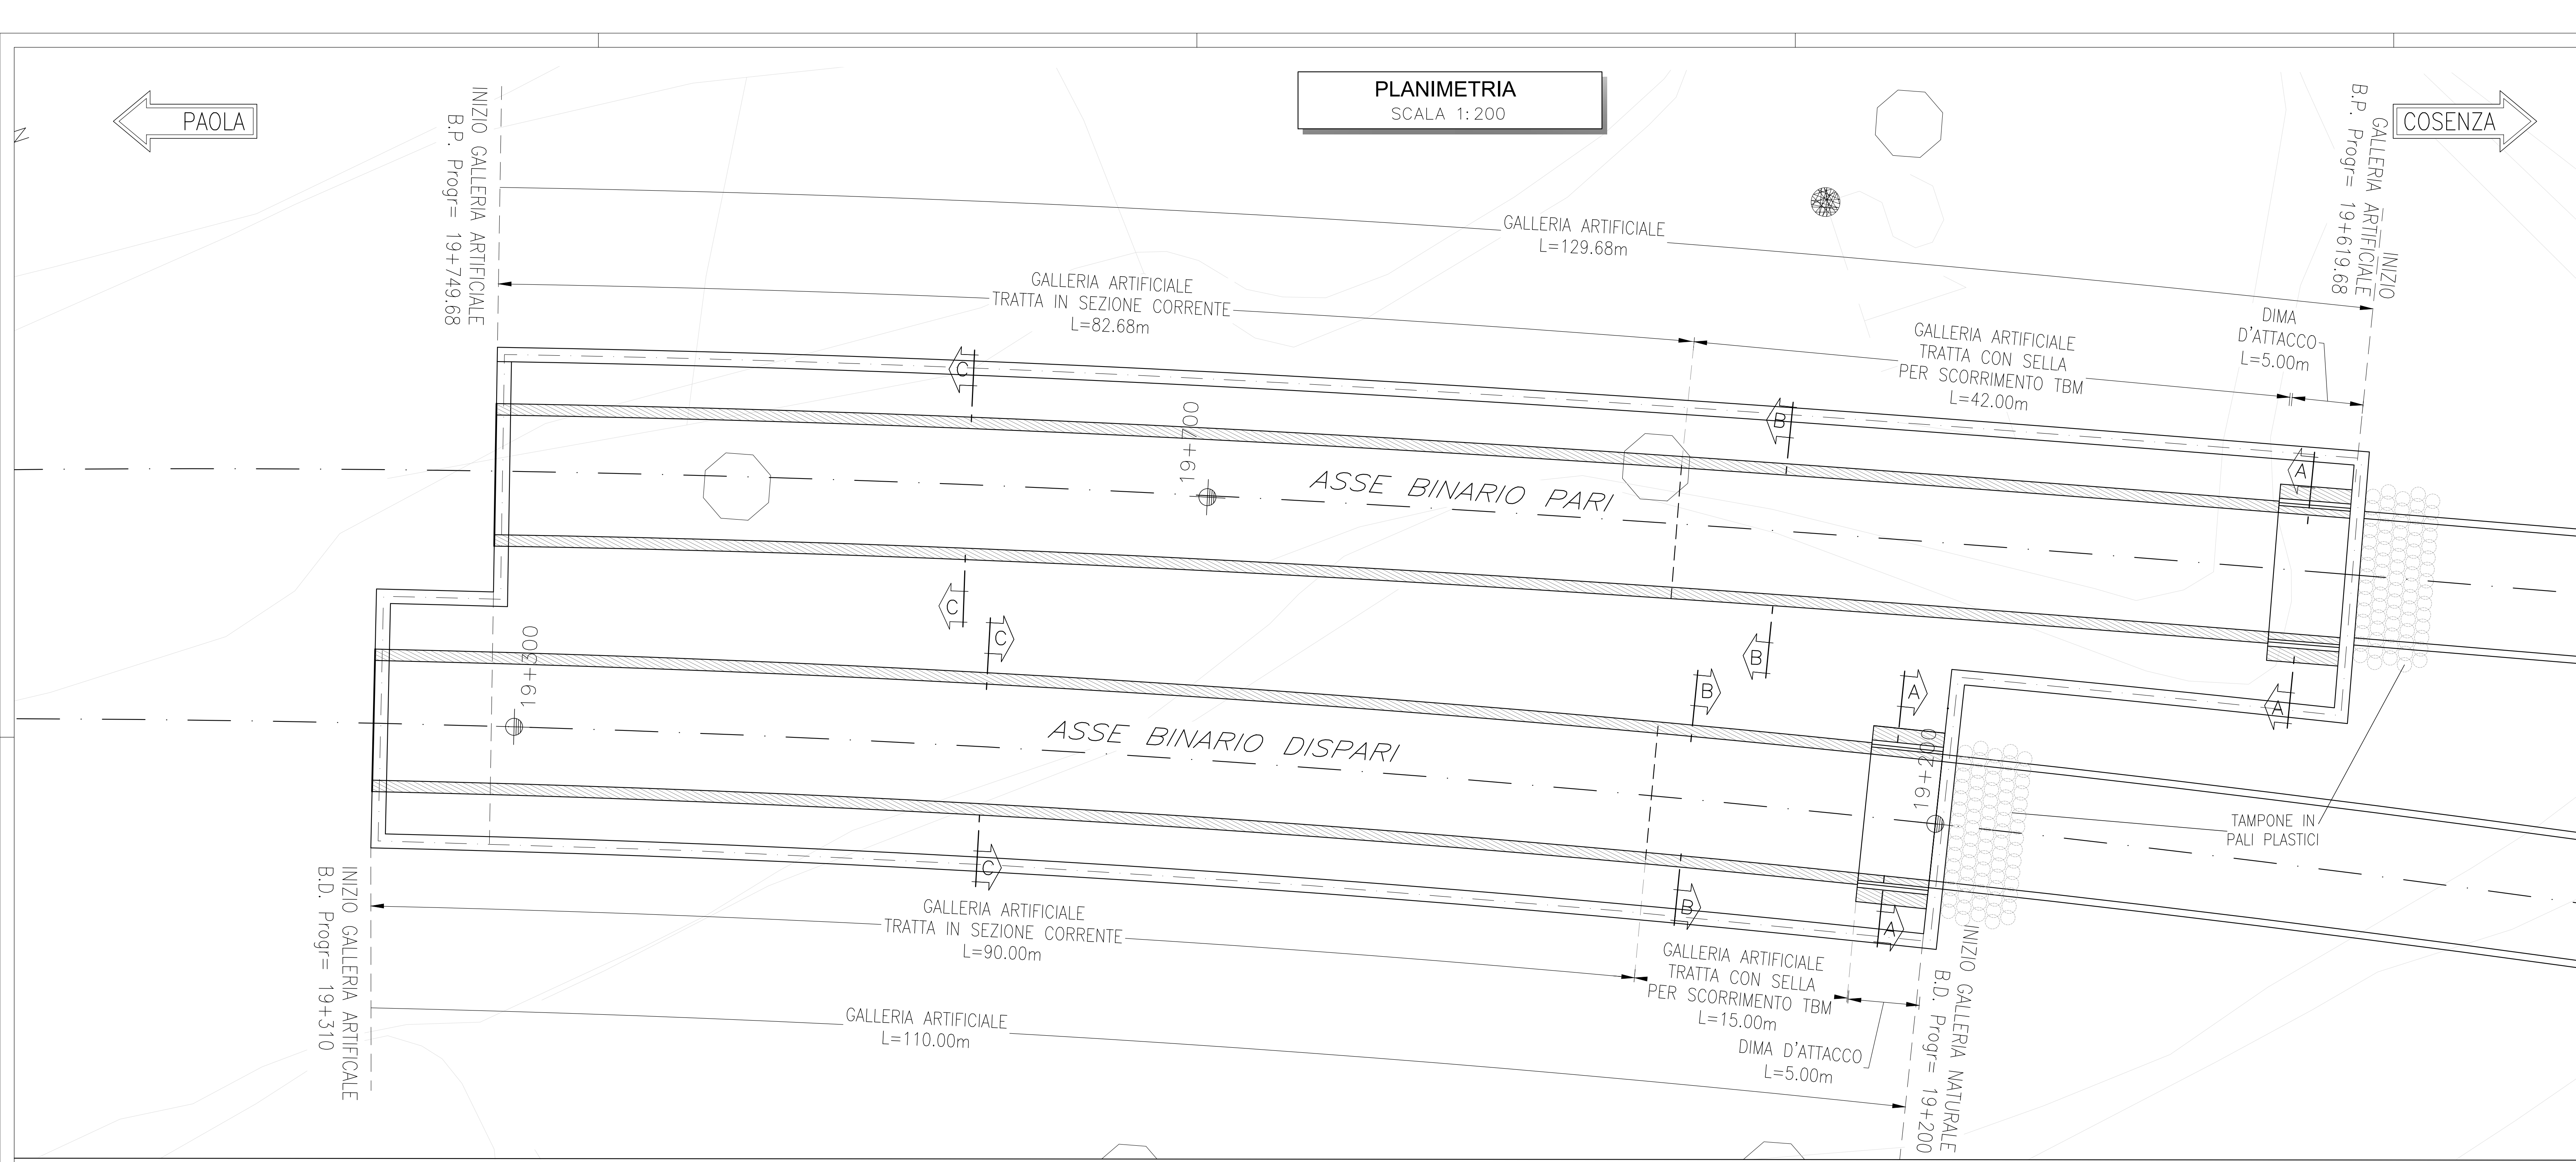 PLANIMETRIA
SCALA 1:200
PAOLA
COSENZA
INIZIO GALLERIA ARTIFICIALE
B.P. Progr= 19+749.68
INIZIO
GALLERIA ARTIFICIALE
B.P. Progr= 19+619.68
GALLERIA ARTIFICIALE
L=129.68m
GALLERIA ARTIFICIALE
TRATTA IN SEZIONE CORRENTE
L=82.68m
GALLERIA ARTIFICIALE
TRATTA CON SELLA
PER SCORRIMENTO TBM
L=42.00m
DIMA
D'ATTACCO
L=5.00m
C
B
A
19+700
ASSE BINARIO PARI
C
C
B
B
A
A
19+300
ASSE BINARIO DISPARI
19+200
TAMPONE IN
PALI PLASTICI
C
B
A
INIZIO GALLERIA ARTIFICALE
B.D. Progr= 19+310
GALLERIA ARTIFICIALE
TRATTA IN SEZIONE CORRENTE
L=90.00m
GALLERIA ARTIFICIALE
TRATTA CON SELLA
PER SCORRIMENTO TBM
L=15.00m
GALLERIA ARTIFICIALE
L=110.00m
DIMA D'ATTACCO
L=5.00m
INIZIO GALLERIA NATURALE
B.D. Progr= 19+200